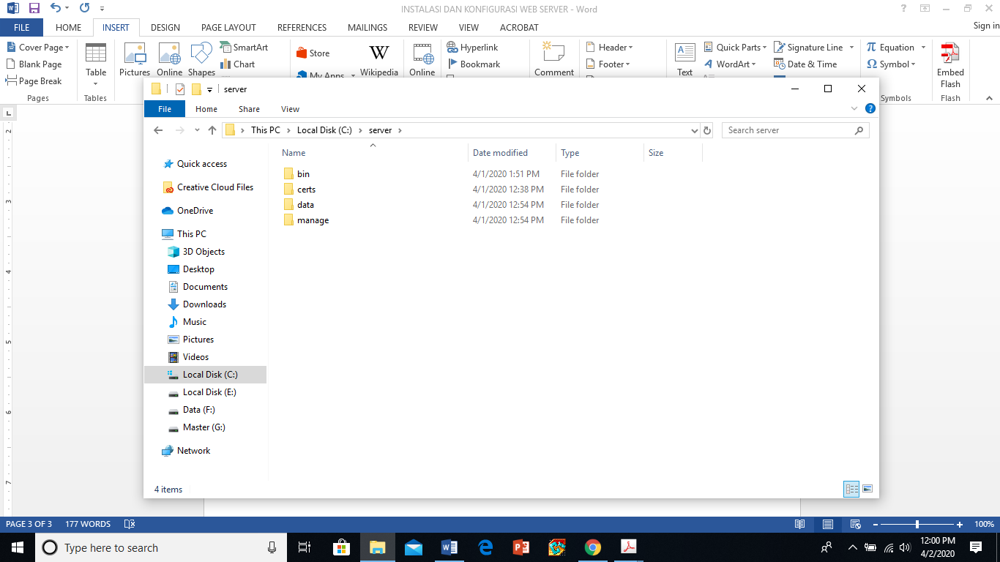 INSTALASI DAN KONFIGURASI WEB SERVER - Word
FILE HOME INSERT DESIGN PAGE LAYOUT REFERENCES MAILINGS REVIEW VIEW ACROBAT Sign in
Cover Page
Blank Page
Page Break
Pages
Table
Tables
Pictures Online Shapes
SmartArt
Chart
Store
My Apps
Wikipedia
Online
Hyperlink
Bookmark
Comment
Header
Footer
Text
Quick Parts
WordArt
Signature Line
Date & Time
Equation
Symbol
Symbols
Embed
Flash
Flash
server
File Home Share View
This PC > Local Disk (C:) > server >
Search server
Name Date modified Type Size
bin 4/1/2020 1:51 PM File folder
certs 4/1/2020 12:38 PM File folder
data 4/1/2020 12:54 PM File folder
manage 4/1/2020 12:54 PM File folder
Quick access
Creative Cloud Files
OneDrive
This PC
3D Objects
Desktop
Documents
Downloads
Music
Pictures
Videos
Local Disk (C:)
Local Disk (E:)
Data (F:)
Master (G:)
Network
4 items
2
3
4
5
6
7
PAGE 3 OF 3 177 WORDS 100%
Type here to search
12:00 PM
4/2/2020